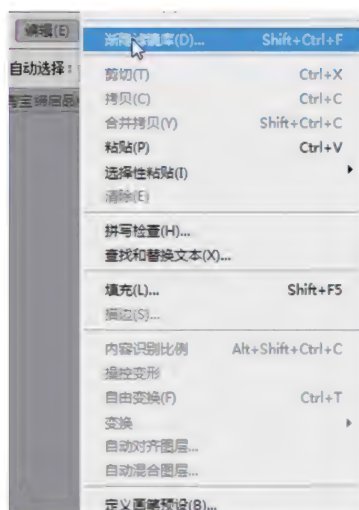 编辑(E)
渐隐滤镜库(D)... Shift+Ctrl+F
自动选择：
剪切(T) Ctrl+X
拷贝(C) Ctrl+C
合并拷贝(Y) Shift+Ctrl+C
粘贴(P) Ctrl+V
选择性粘贴(I)
清除(E)
拼写检查(H)...
查找和替换文本(X)...
填充(L)... Shift+F5
描边(S)...
内容识别比例 Alt+Shift+Ctrl+C
操控变形
自由变换(F) Ctrl+T
变换
自动对齐图层...
自动混合图层...
定义画笔预设(B)...